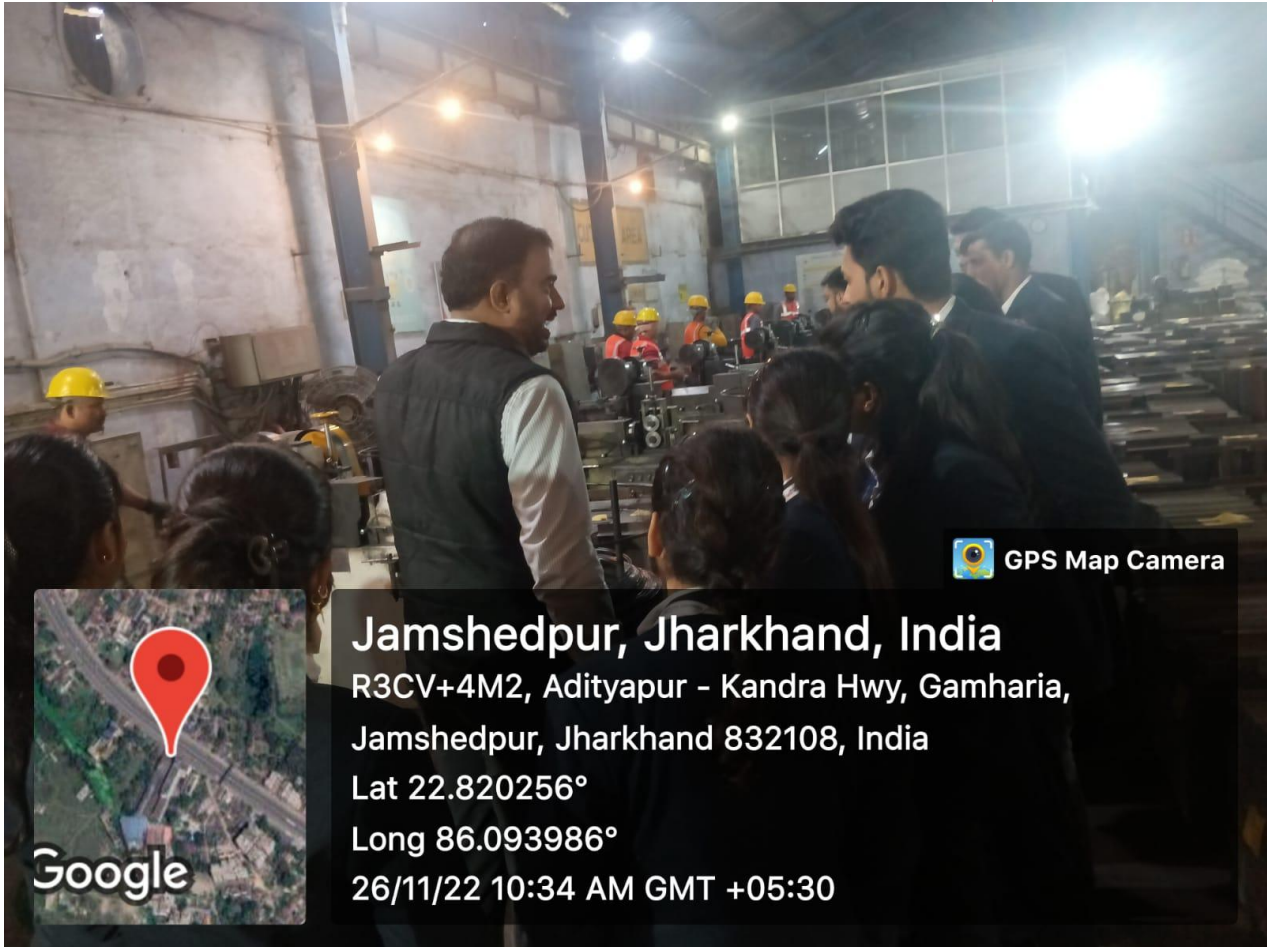 GPS Map Camera
Jamshedpur, Jharkhand, India
R3CV+4M2, Adityapur - Kandra Hwy, Gamharia,
Jamshedpur, Jharkhand 832108, India
Lat 22.820256°
Long 86.093986°
26/11/22 10:34 AM GMT +05:30
Google